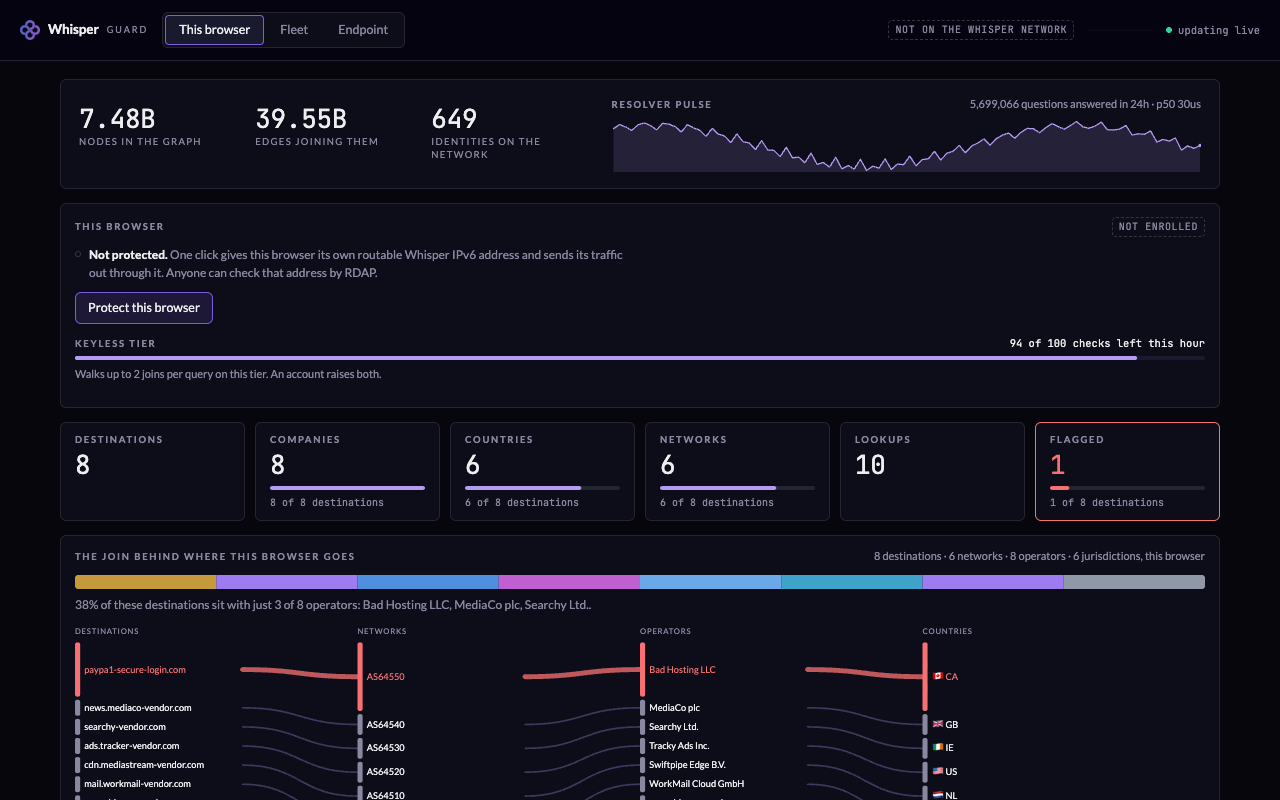 Whisper GUARD This browser Fleet Endpoint NOT ON THE WHISPER NETWORK updating live
7.48B 39.55B 649
NODES IN THE GRAPH EDGES JOINING THEM IDENTITIES ON THE
NETWORK
RESOLVER PULSE 5,699,066 questions answered in 24h · p50 30us
THIS BROWSER NOT ENROLLED
Not protected. One click gives this browser its own routable Whisper IPv6 address and sends its traffic
out through it. Anyone can check that address by RDAP.
Protect this browser
KEYLESS TIER 94 of 100 checks left this hour
Walks up to 2 joins per query on this tier. An account raises both.
DESTINATIONS COMPANIES COUNTRIES NETWORKS LOOKUPS FLAGGED
8 8 6 6 10 1
8 of 8 destinations 6 of 8 destinations 6 of 8 destinations 1 of 8 destinations
THE JOIN BEHIND WHERE THIS BROWSER GOES 8 destinations · 6 networks · 8 operators · 6 jurisdictions, this browser
38% of these destinations sit with just 3 of 8 operators: Bad Hosting LLC, MediaCo plc, Searchy Ltd..
DESTINATIONS NETWORKS OPERATORS COUNTRIES
paypa1-secure-login.com AS64550 Bad Hosting LLC CA
news.mediaco-vendor.com MediaCo plc
searchy-vendor.com AS64540 Searchy Ltd. GB
ads.tracker-vendor.com AS64530 Tracky Ads Inc. IE
cdn.mediastream-vendor.com AS64520 Swiftpipe Edge B.V. US
mail.workmail-vendor.com AS64510 WorkMail Cloud GmbH NL